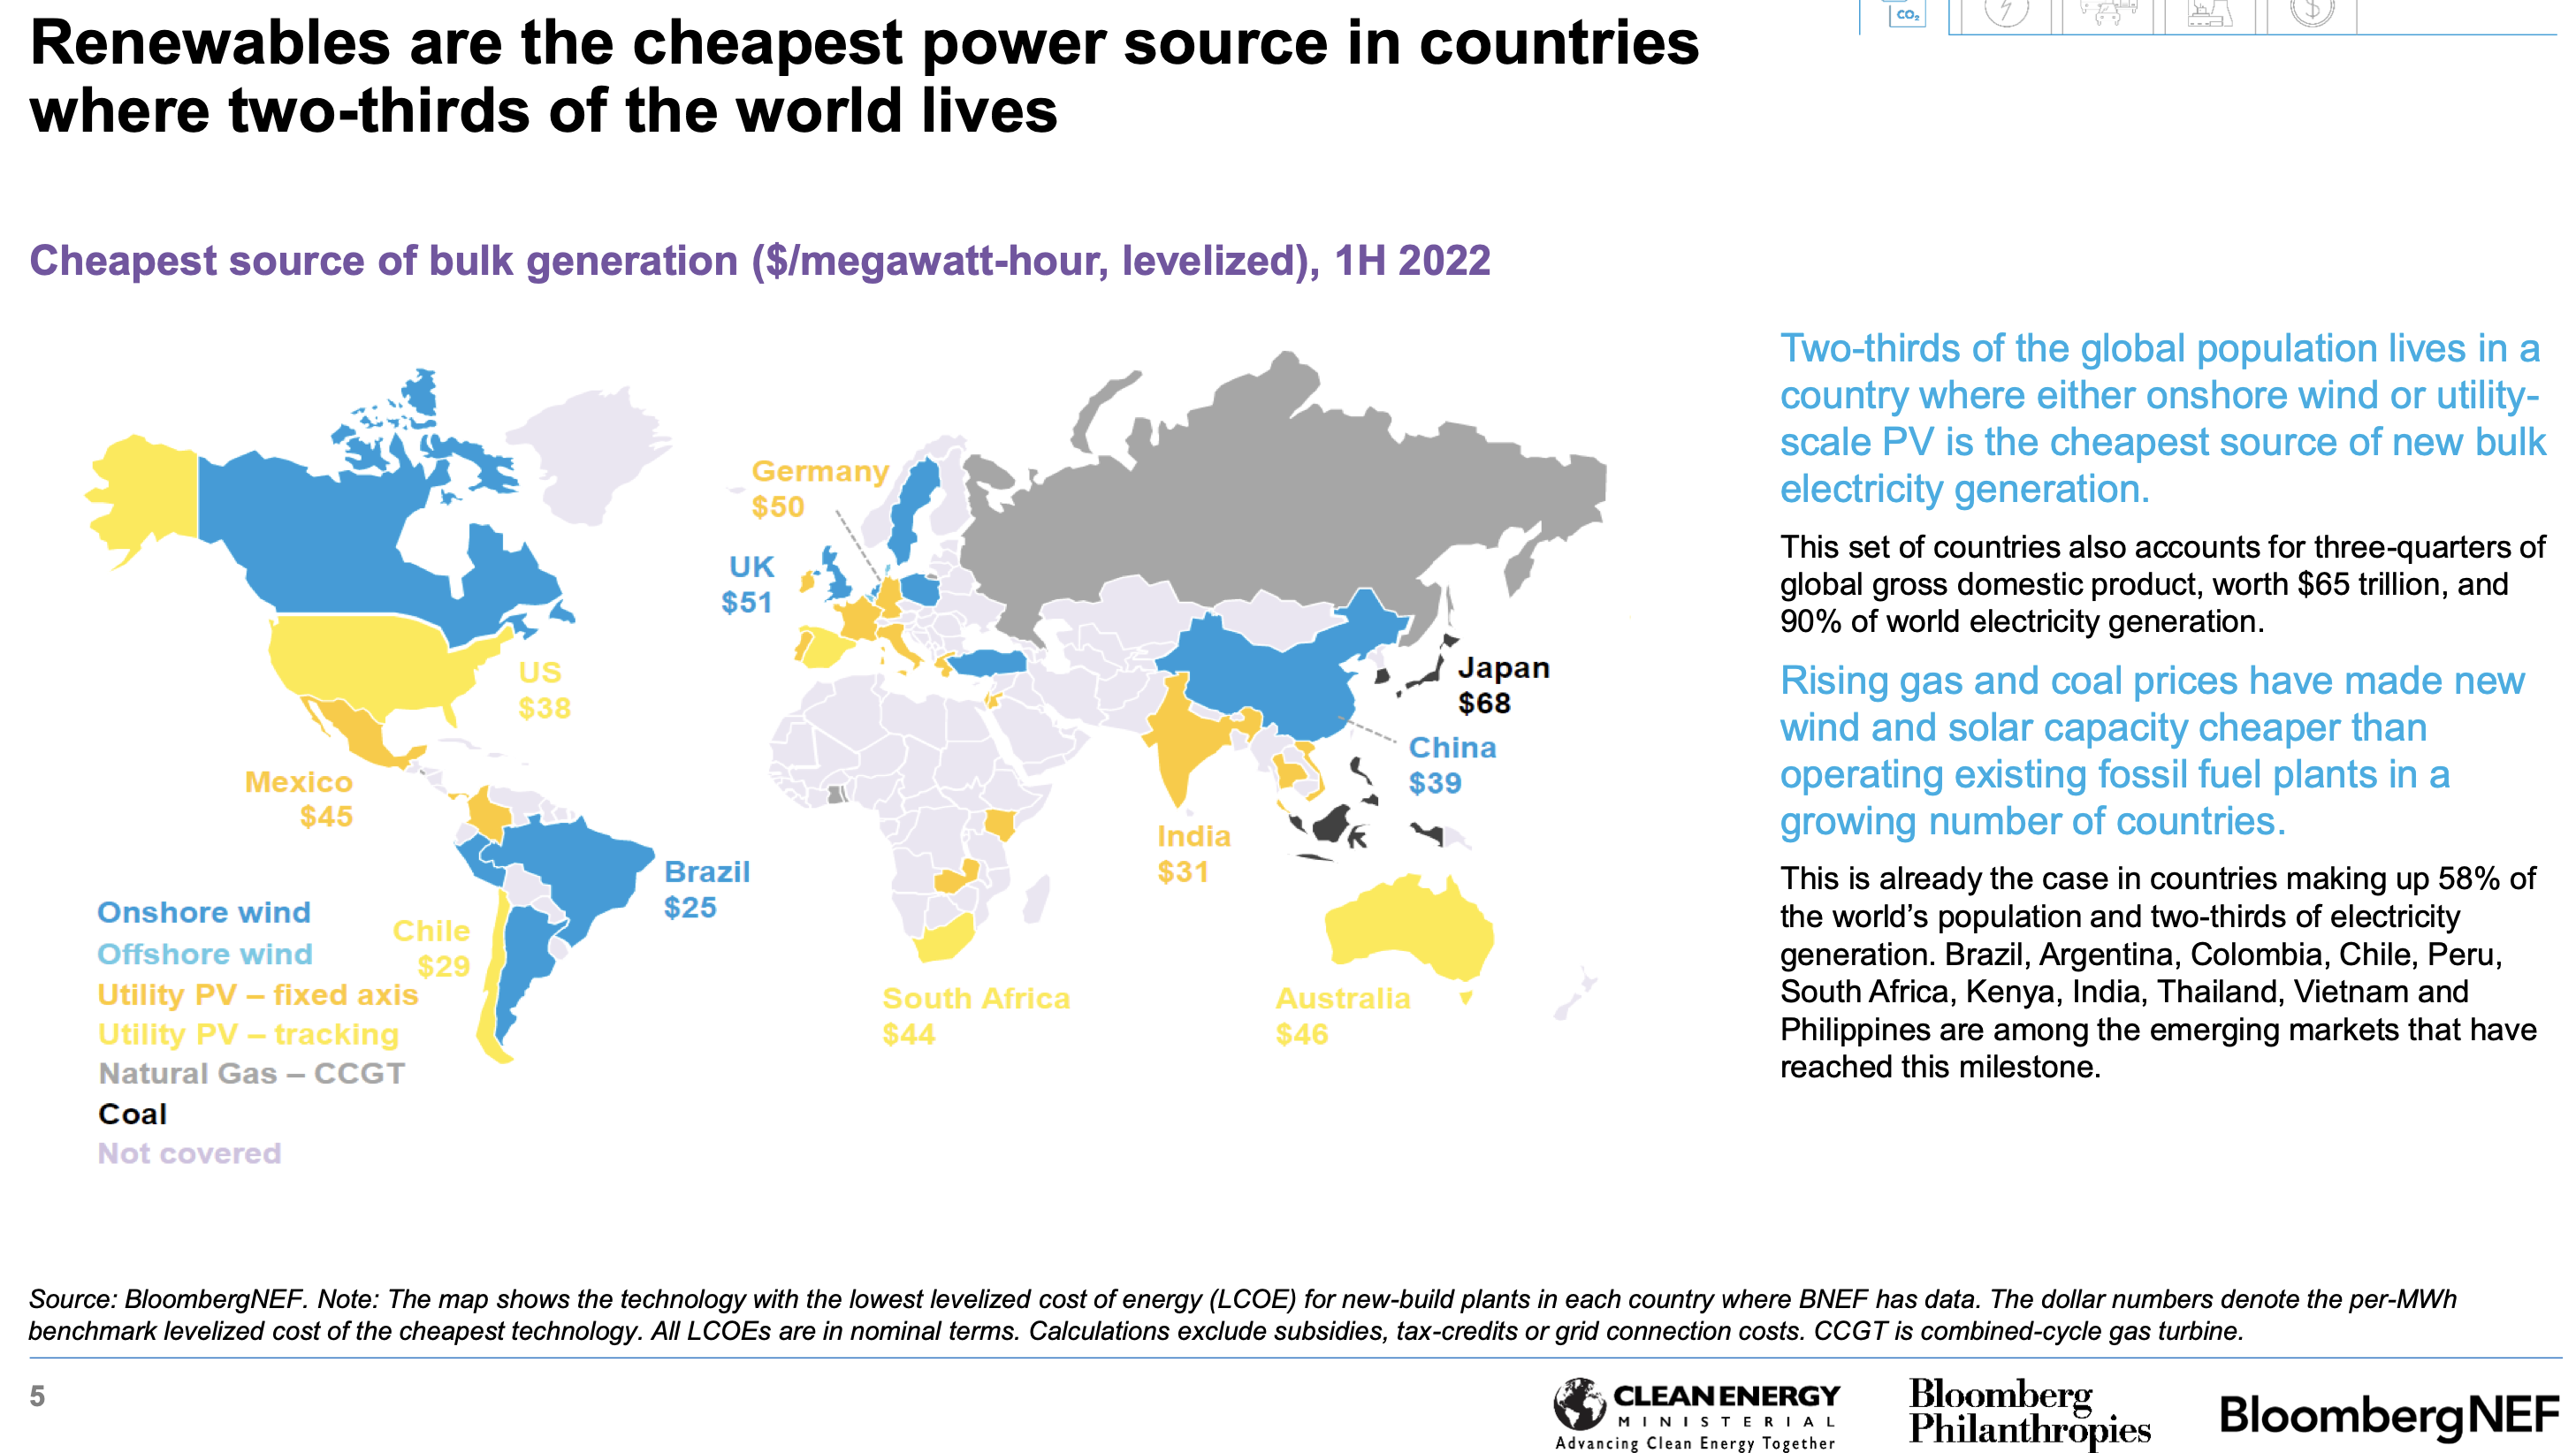 CO₂
Renewables are the cheapest power source in countries
where two-thirds of the world lives
Cheapest source of bulk generation ($/megawatt-hour, levelized), 1H 2022
Germany
$50
UK
$51
US
$38
Mexico
$45
Brazil
$25
Chile
$29
Japan
$68
China
$39
India
$31
South Africa
$44
Australia
$46
Onshore wind
Offshore wind
Utility PV – fixed axis
Utility PV – tracking
Natural Gas – CCGT
Coal
Not covered
Two-thirds of the global population lives in a
country where either onshore wind or utility-
scale PV is the cheapest source of new bulk
electricity generation.
This set of countries also accounts for three-quarters of
global gross domestic product, worth $65 trillion, and
90% of world electricity generation.
Rising gas and coal prices have made new
wind and solar capacity cheaper than
operating existing fossil fuel plants in a
growing number of countries.
This is already the case in countries making up 58% of
the world’s population and two-thirds of electricity
generation. Brazil, Argentina, Colombia, Chile, Peru,
South Africa, Kenya, India, Thailand, Vietnam and
Philippines are among the emerging markets that have
reached this milestone.
Source: BloombergNEF. Note: The map shows the technology with the lowest levelized cost of energy (LCOE) for new-build plants in each country where BNEF has data. The dollar numbers denote the per-MWh
benchmark levelized cost of the cheapest technology. All LCOEs are in nominal terms. Calculations exclude subsidies, tax-credits or grid connection costs. CCGT is combined-cycle gas turbine.
5
CLEAN ENERGY
MINISTERIAL
Advancing Clean Energy Together
Bloomberg
Philanthropies
BloombergNEF